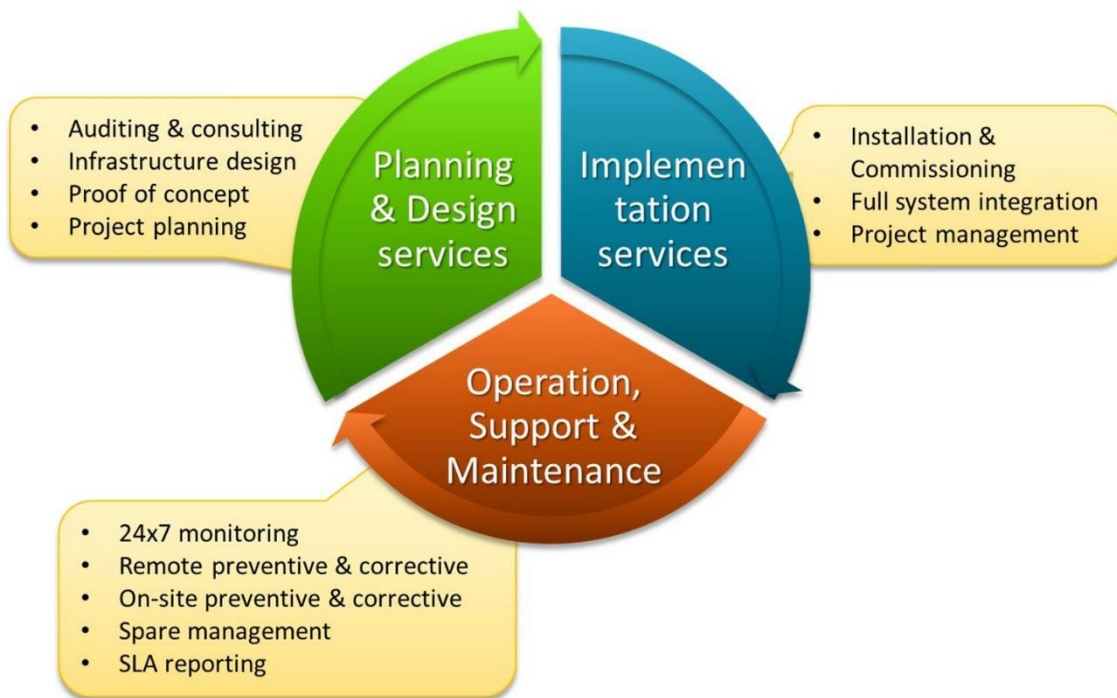 • Auditing & consulting
• Infrastructure design
• Proof of concept
• Project planning
Planning
& Design
services
Implemen
tation
services
• Installation &
Commissioning
• Full system integration
• Project management
Operation,
Support &
Maintenance
• 24x7 monitoring
• Remote preventive & corrective
• On-site preventive & corrective
• Spare management
• SLA reporting